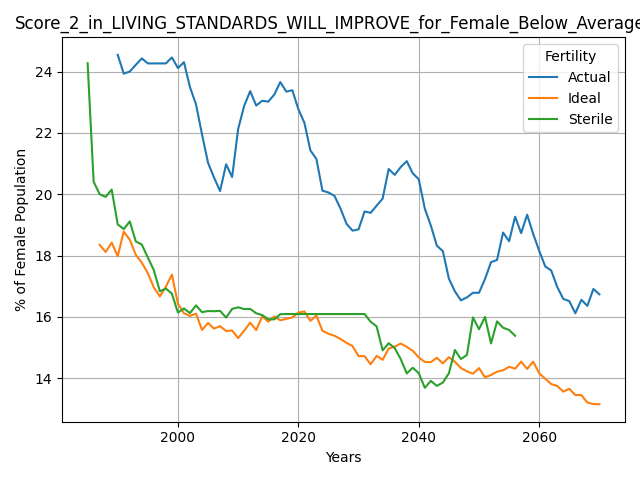 Score_2_in_LIVING_STANDARDS_WILL_IMPROVE_for_Female_Below_Average
Fertility
Actual
Ideal
Sterile
% of Female Population
24
22
20
18
16
14
2000 2020 2040 2060
Years